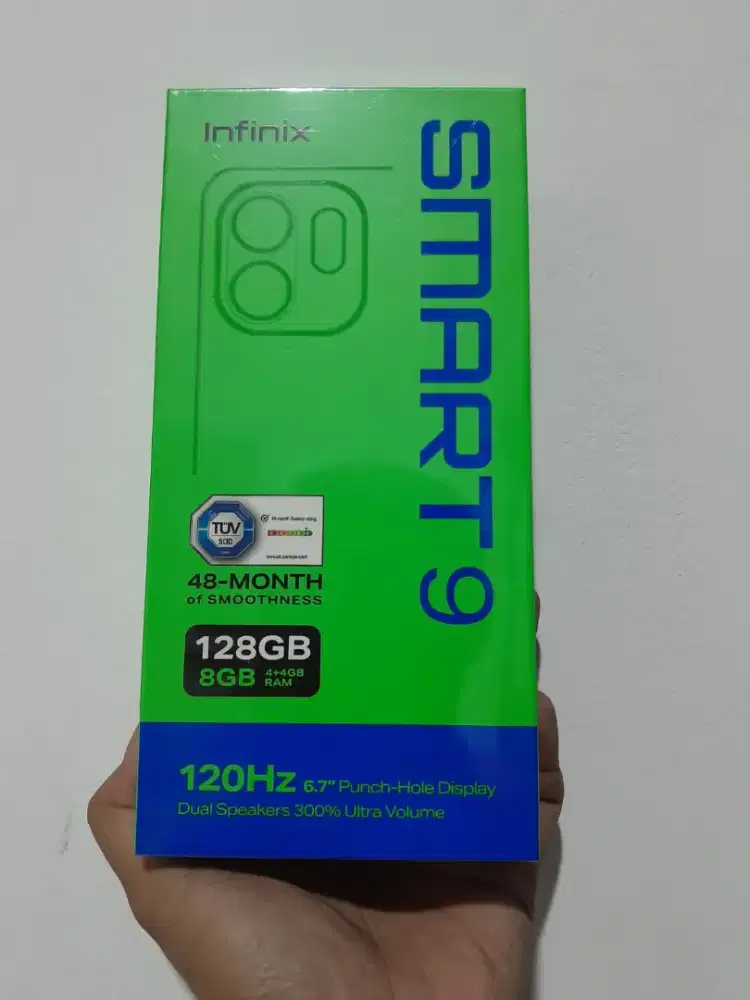 Infinix
SMART 9
TÜV
SÜD
48-MONTH
of SMOOTHNESS
128GB
8GB 4+4GB
RAM
120Hz 6.7" Punch-Hole Display
Dual Speakers 300% Ultra Volume